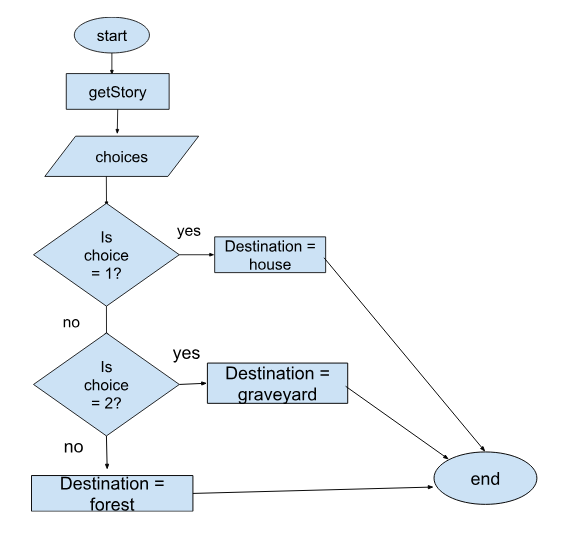 start
getStory
choices
Is
choice
= 1?
yes
Destination =
house
no
Is
choice
= 2?
yes
Destination =
graveyard
no
Destination =
forest
end